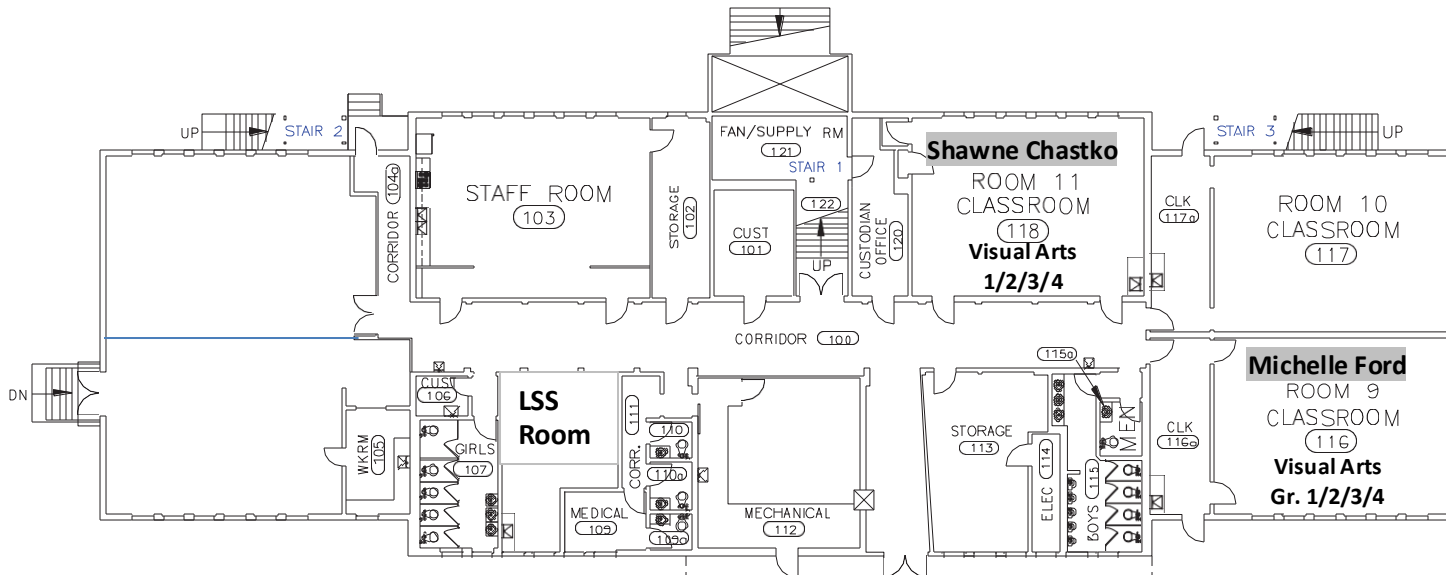 UP
STAIR 2
CORRIDOR
104a
STAFF ROOM
103
STORAGE
102
FAN/SUPPLY RM
121
STAIR 1
122
CUST
101
UP
CUSTODIAN
OFFICE
120
Shawne Chastko
ROOM 11
CLASSROOM
118
Visual Arts
1/2/3/4
STAIR 3
UP
CLK
117a
ROOM 10
CLASSROOM
117
CORRIDOR 100
115a
DN
WKRM
105
CUST
106
GIRLS
107
LSS
Room
CORR.
111
110
110a
MEDICAL
109
109a
MECHANICAL
112
STORAGE
113
ELEC
114
BOYS
115
MEN
CLK
116a
Michelle Ford
ROOM 9
CLASSROOM
116
Visual Arts
Gr. 1/2/3/4